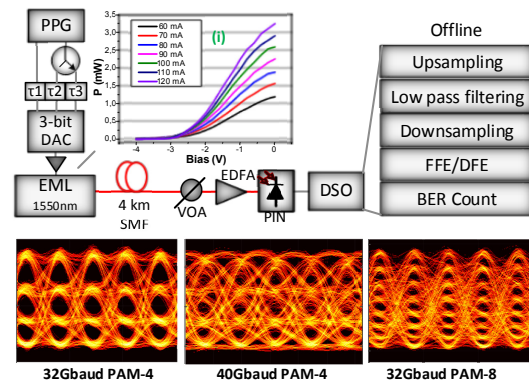 PPG
τ1 τ2 τ3
3-bit
DAC
EML
1550nm
(i)
60 mA
70 mA
80 mA
90 mA
100 mA
110 mA
120 mA
P (mW)
3,5
3,0
2,5
2,0
1,5
1,0
0,5
0,0
-4 -3 -2 -1 0
Bias (V)
4 km
SMF
VOA
EDFA
PIN
DSO
Offline
Upsampling
Low pass filtering
Downsampling
FFE/DFE
BER Count
32Gbaud PAM-4
40Gbaud PAM-4
32Gbaud PAM-8